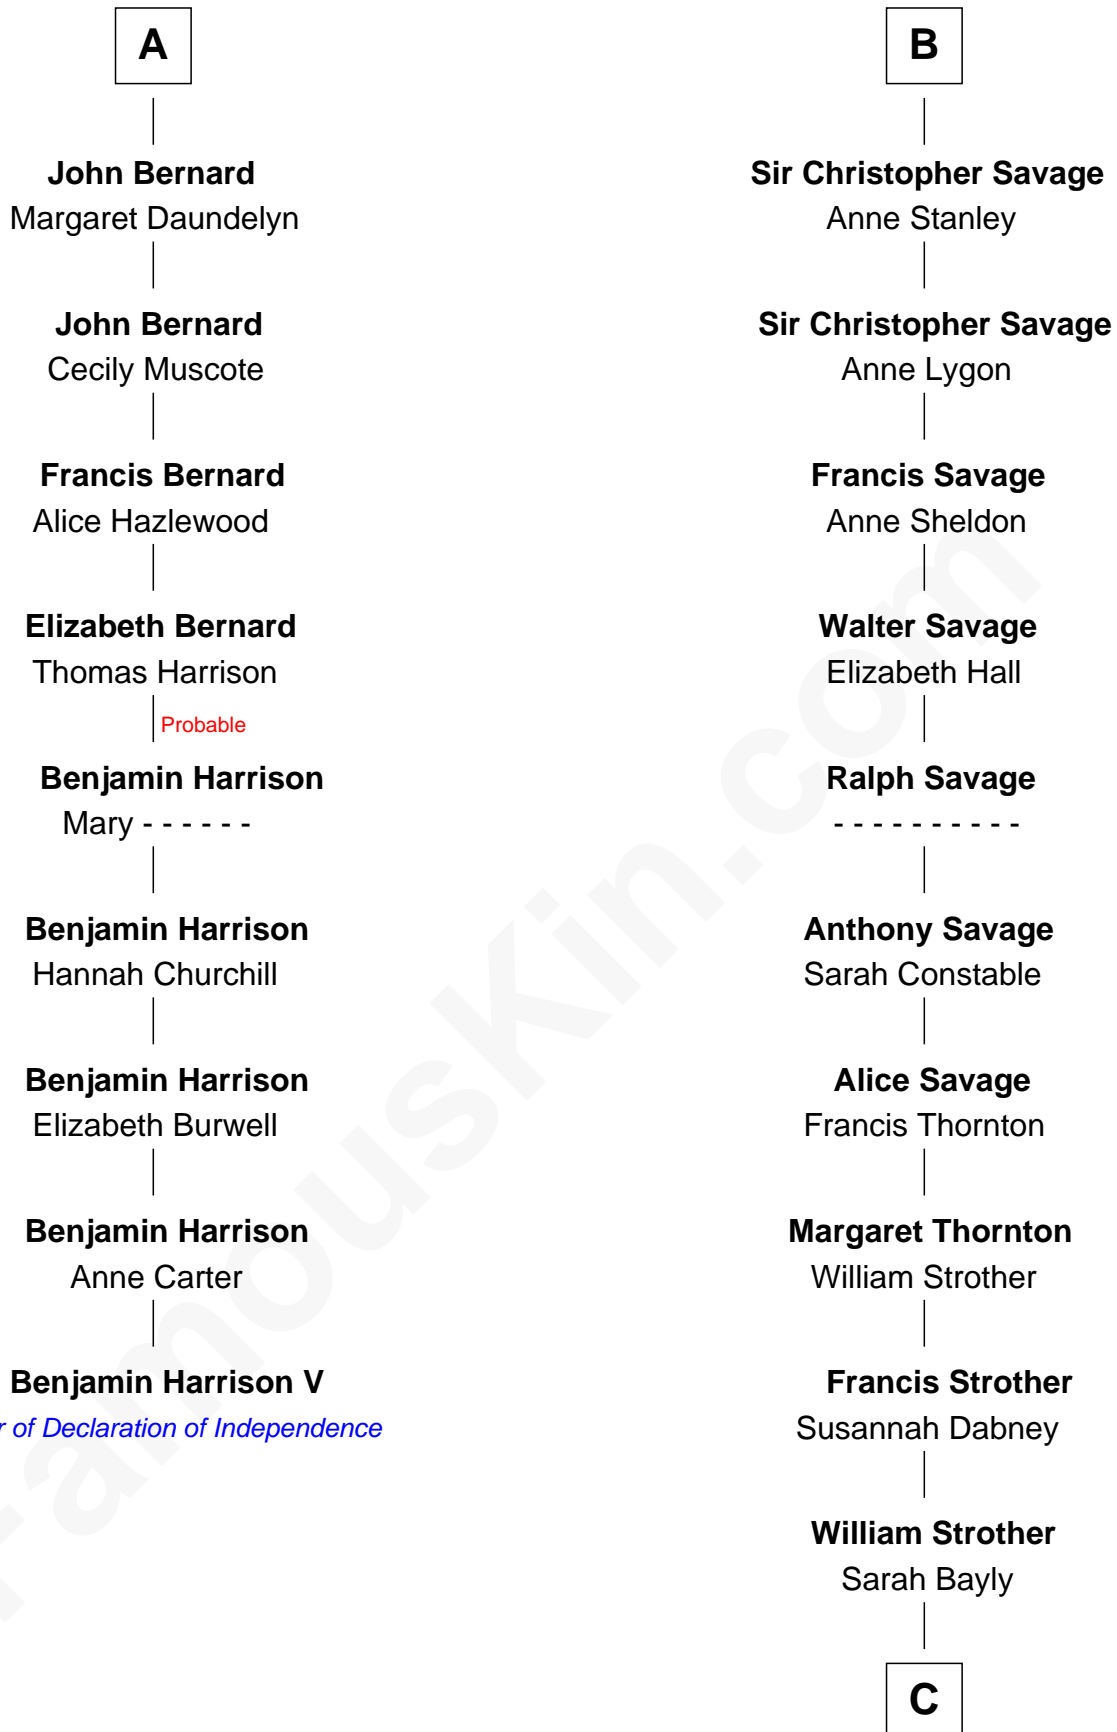 A
John Bernard
Margaret Daundelyn
John Bernard
Cecily Muscote
Francis Bernard
Alice Hazlewood
Elizabeth Bernard
Thomas Harrison
Probable
Benjamin Harrison
Mary - - - - - -
Benjamin Harrison
Hannah Churchill
Benjamin Harrison
Elizabeth Burwell
Benjamin Harrison
Anne Carter
Benjamin Harrison V
of Declaration of Independence
B
Sir Christopher Savage
Anne Stanley
Sir Christopher Savage
Anne Lygon
Francis Savage
Anne Sheldon
Walter Savage
Elizabeth Hall
Ralph Savage
- - - - - - - - - -
Anthony Savage
Sarah Constable
Alice Savage
Francis Thornton
Margaret Thornton
William Strother
Francis Strother
Susannah Dabney
William Strother
Sarah Bayly
C
FamousKin.com